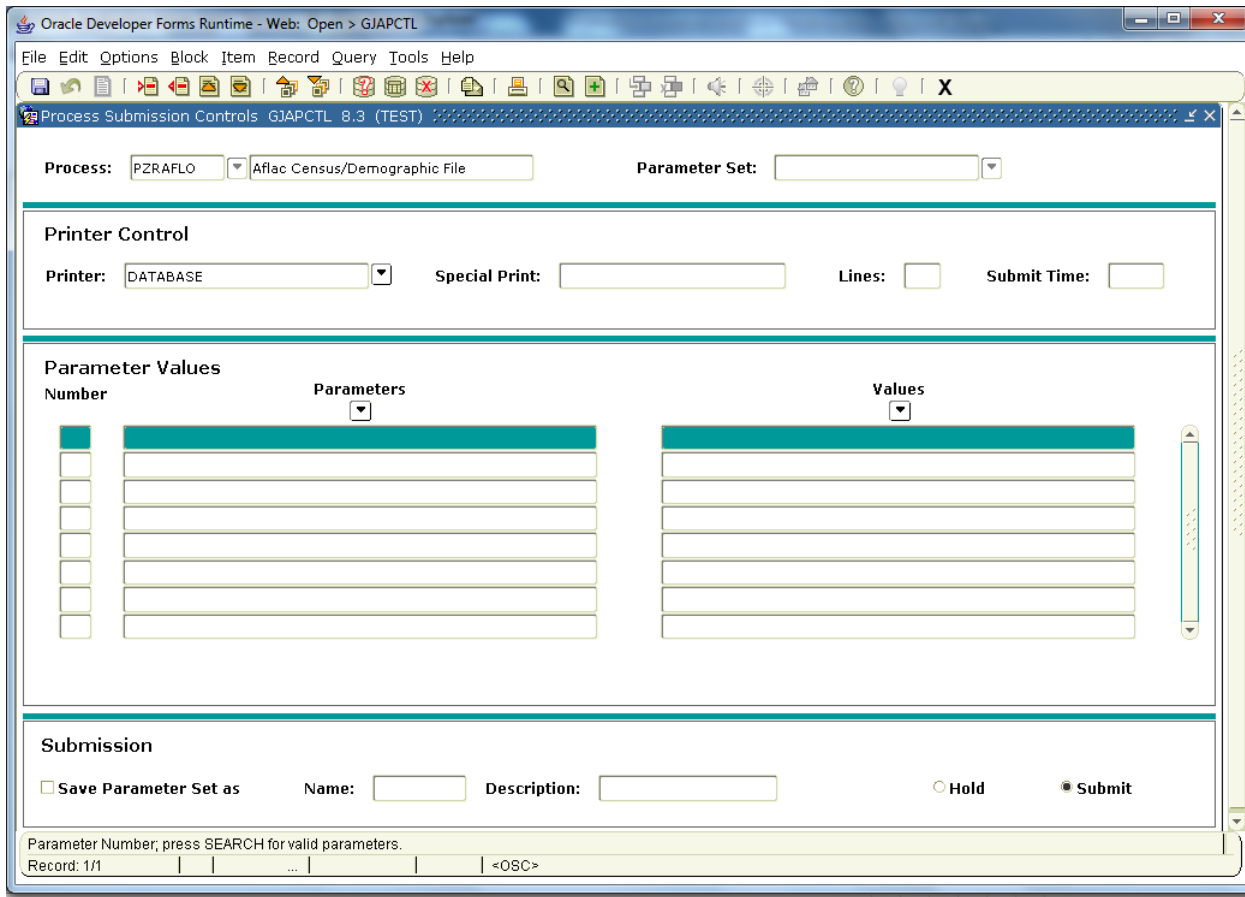 Oracle Developer Forms Runtime - Web: Open > GJAPCTL
File Edit Options Block Item Record Query Tools Help
X
Process Submission Controls GJAPCTL 8.3 (TEST)
Process: PZRAFLO Aflac Census/Demographic File Parameter Set:
Printer Control
Printer: DATABASE Special Print: Lines: Submit Time:
Parameter Values
Number Parameters Values
Submission
Save Parameter Set as Name: Description: Hold Submit
Parameter Number; press SEARCH for valid parameters.
Record: 1/1 ... <OSC>